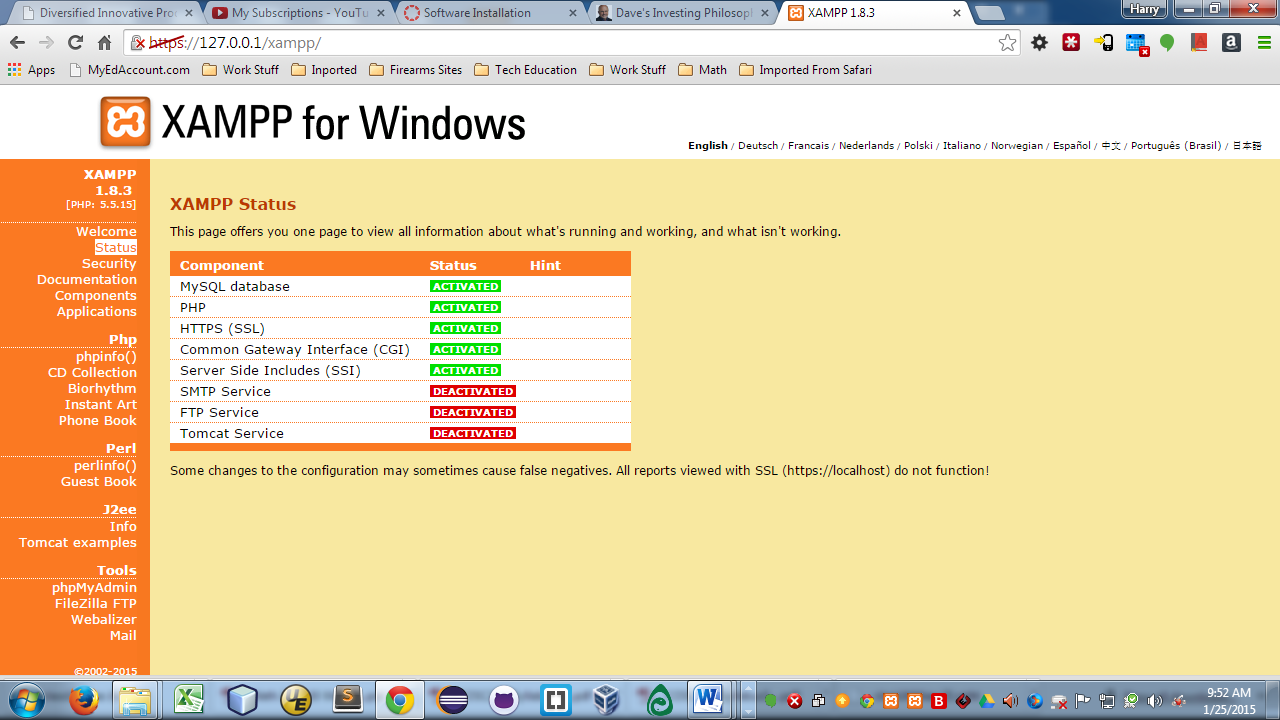 Diversified Innovative Pro
My Subscriptions - YouTu
Software Installation
Dave's Investing Philosoph
XAMPP 1.8.3
Harry
https://127.0.0.1/xampp/
Apps
MyEdAccount.com
Work Stuff
Inported
Firearms Sites
Tech Education
Work Stuff
Math
Imported From Safari
XAMPP for Windows
English / Deutsch / Francais / Nederlands / Polski / Italiano / Norwegian / Español / 中文 / Português (Brasil) / 日本語
XAMPP
1.8.3
[PHP: 5.5.15]
Welcome
Status
Security
Documentation
Components
Applications
Php
phpinfo()
CD Collection
Biorhythm
Instant Art
Phone Book
Perl
perlinfo()
Guest Book
J2ee
Info
Tomcat examples
Tools
phpMyAdmin
FileZilla FTP
Webalizer
Mail
©2002-2015
XAMPP Status
This page offers you one page to view all information about what's running and working, and what isn't working.
Component Status Hint
MySQL database ACTIVATED
PHP ACTIVATED
HTTPS (SSL) ACTIVATED
Common Gateway Interface (CGI) ACTIVATED
Server Side Includes (SSI) ACTIVATED
SMTP Service DEACTIVATED
FTP Service DEACTIVATED
Tomcat Service DEACTIVATED
Some changes to the configuration may sometimes cause false negatives. All reports viewed with SSL (https://localhost) do not function!
9:52 AM
1/25/2015